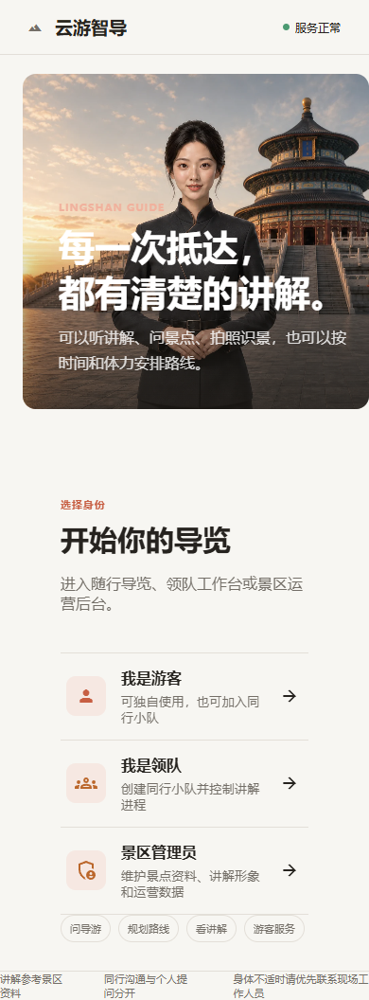 云游智导
服务正常
LINGSHAN GUIDE
每一次抵达，
都有清楚的讲解。
可以听讲解、问景点、拍照识景，也可以按
时间和体力安排路线。
选择身份
开始你的导览
进入随行导览、领队工作台或景区运
营后台。
我是游客
可独自使用，也可加入同
行小队
我是领队
创建同行小队并控制讲解
进程
景区管理员
维护景点资料、讲解形象
和运营数据
问导游
规划路线
看讲解
游客服务
讲解参考景区
资料
同行沟通与个人提
问分开
身体不适时请优先联系现场工
作人员